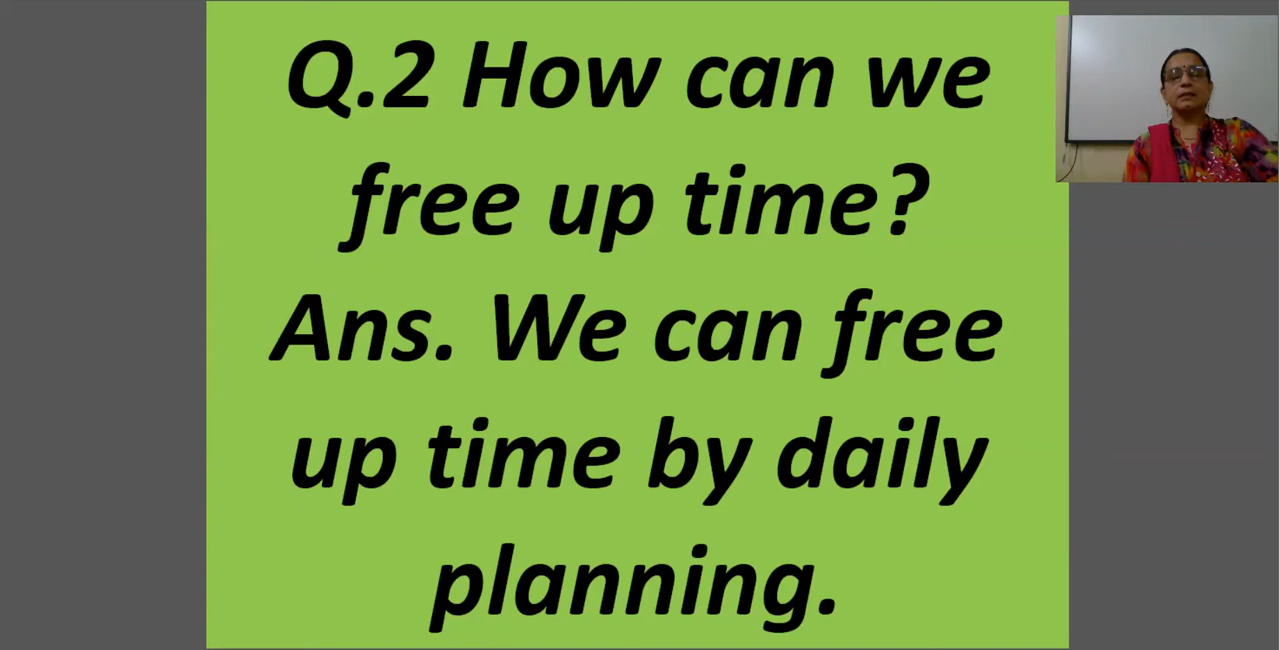 Q.2 How can we
free up time?
Ans. We can free
up time by daily
planning.